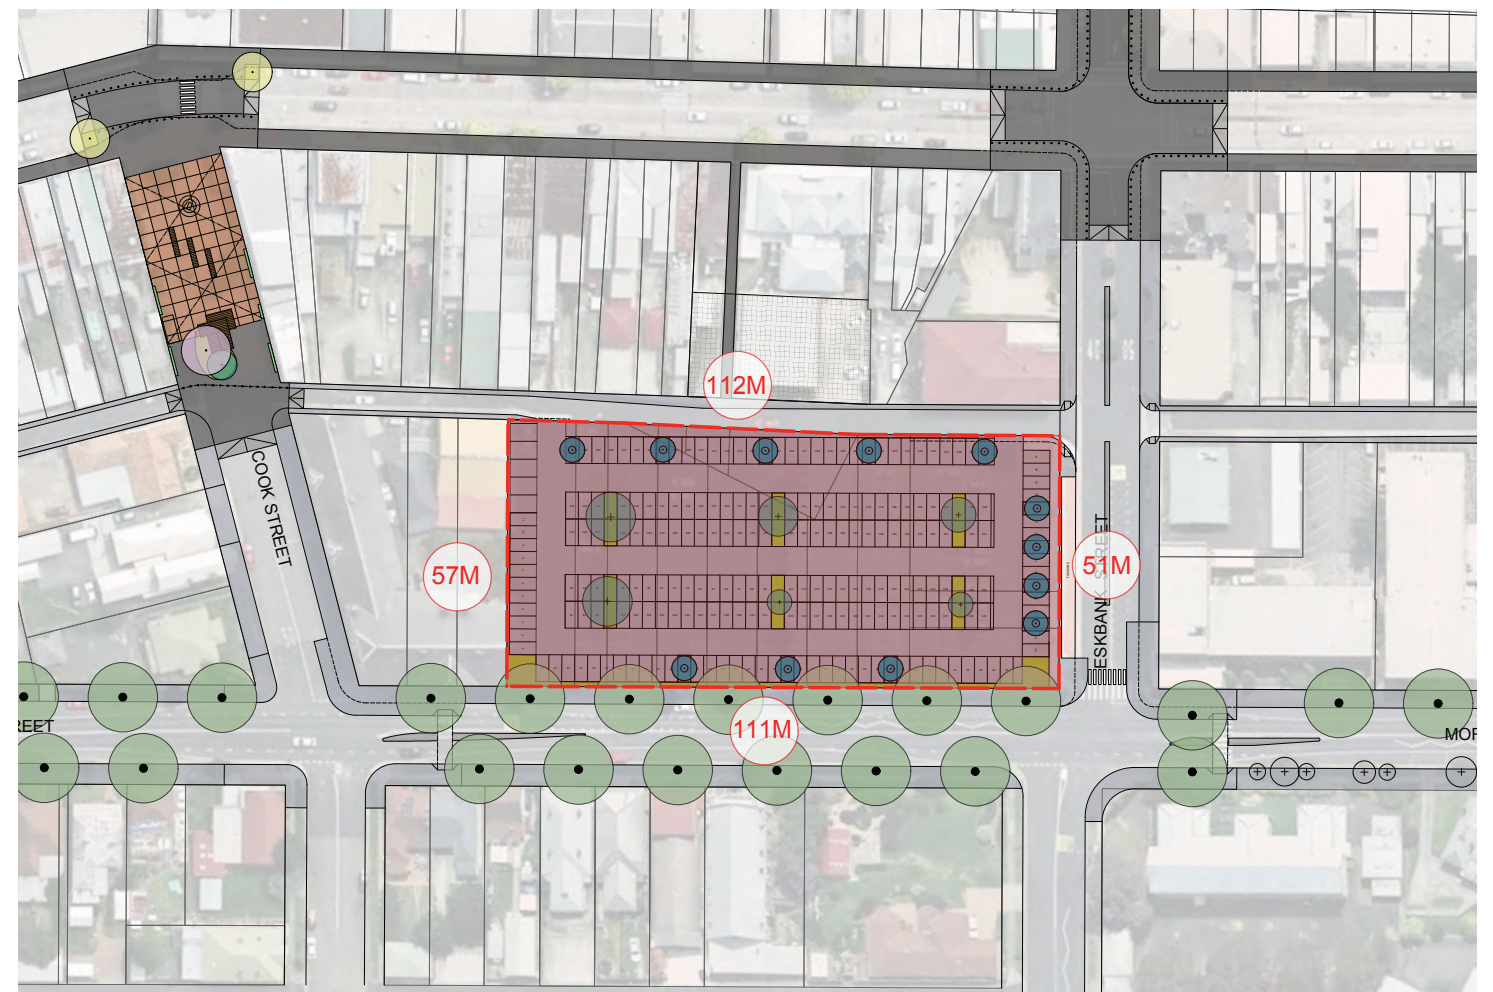 112M
COOK STREET
57M
51M
ESKBANK STREET
111M
REET
MOR